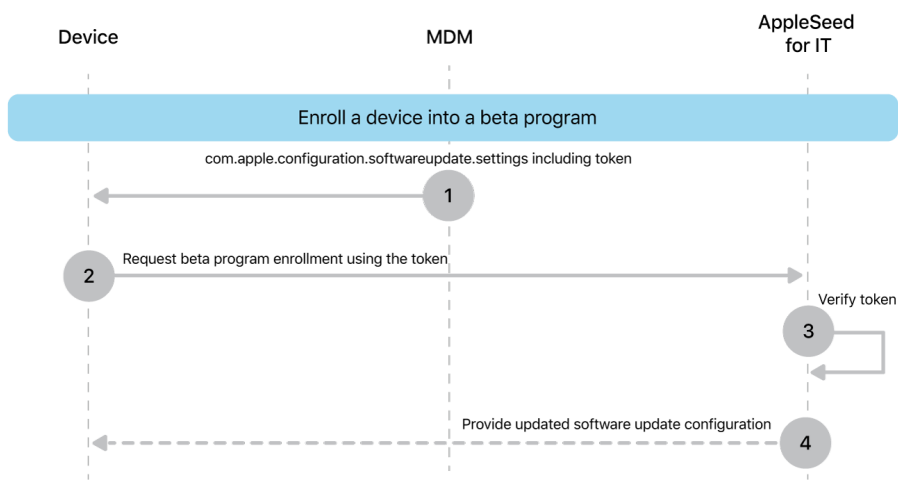 Device
MDM
AppleSeed
for IT
Enroll a device into a beta program
com.apple.configuration.softwareupdate.settings including token
1
Request beta program enrollment using the token
2
Verify token
3
Provide updated software update configuration
4